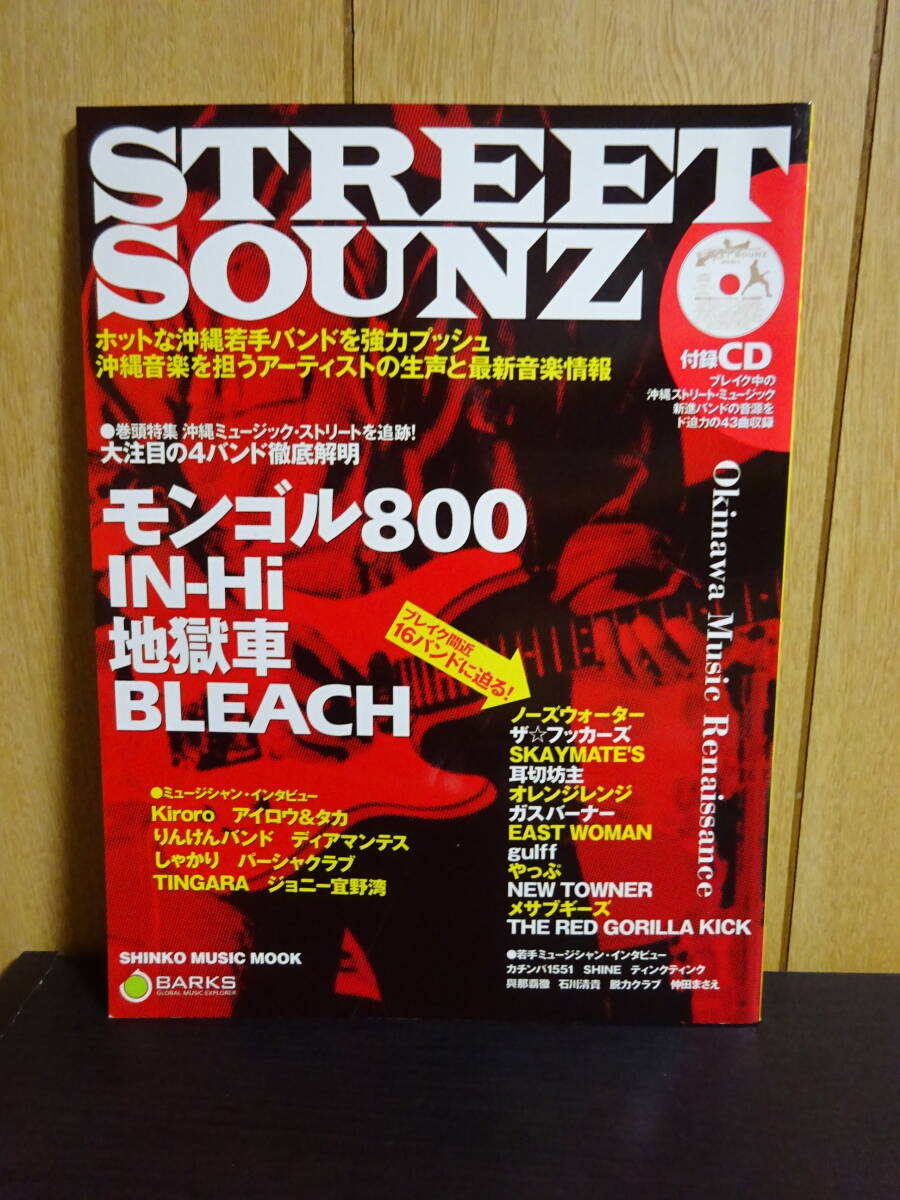 STREET
SOUNZ
ホットな沖縄若手バンドを強力プッシュ
沖縄音楽を担うアーティストの生声と最新音楽情報
付録CD
ブレイク中の
沖縄ストリート・ミュージック
新進バンドの音源を
ド迫力の43曲収録
●巻頭特集 沖縄ミュージック・ストリートを追跡!
大注目の4バンド徹底解明
モンゴル800
IN-Hi
地獄車
BLEACH
Okinawa Music Renaissance
ブレイク間近
16バンドに迫る!
ノーズウォーター
ザ☆フッカーズ
SKAYMATE'S
耳切坊主
オレンジレンジ
ガスバーナー
EAST WOMAN
gulff
やっぷ
NEW TOWNER
メサブギーズ
THE RED GORILLA KICK
●ミュージシャン・インタビュー
Kiroro アイロウ&タカ
りんけんバンド ディアマンテス
しゃかり パーシャクラブ
TINGARA ジョニー宜野湾
●若手ミュージシャン・インタビュー
カチンバ1551 SHINE ティンクティンク
與那覇徹 石川清貴 脱力クラブ 仲田まさえ
SHINKO MUSIC MOOK
BARKS
GLOBAL MUSIC EXPLORER